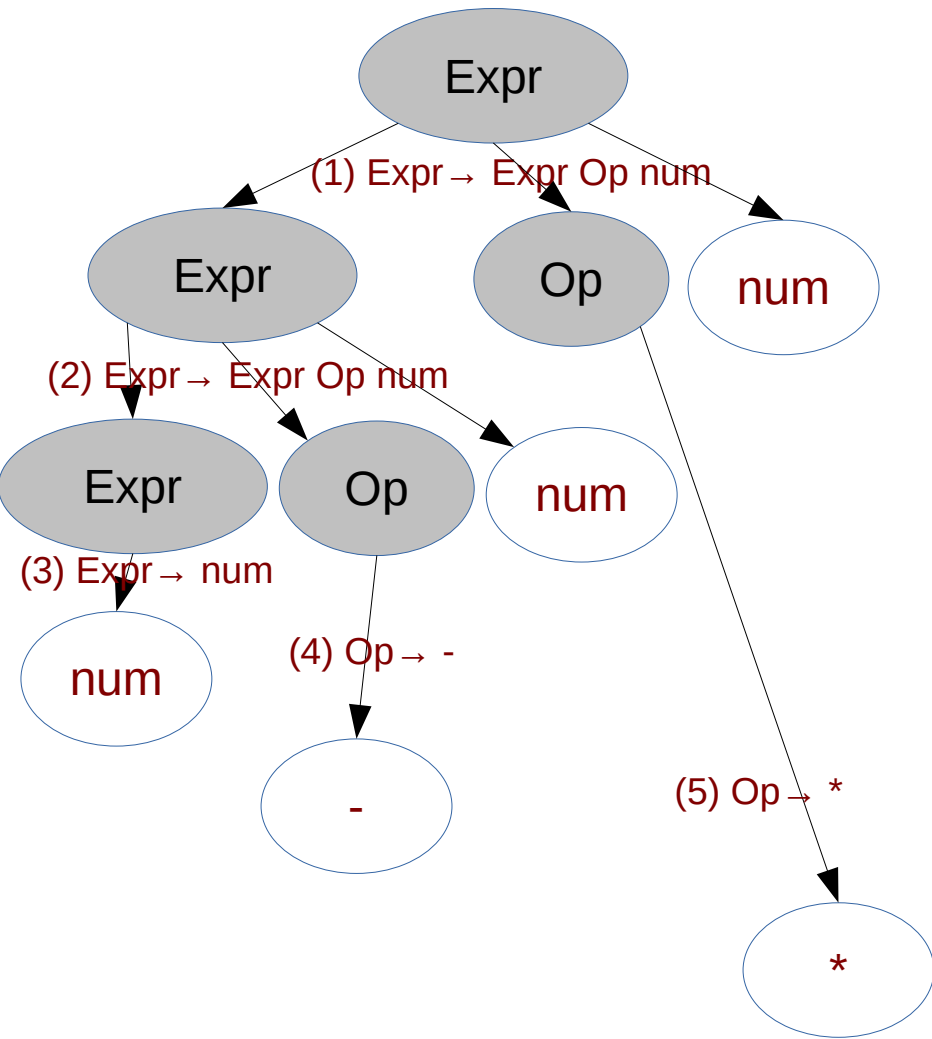 Expr
(1) Expr→ Expr Op num
Expr
Op
num
(2) Expr→ Expr Op num
Expr
Op
num
(3) Expr→ num
num
(4) Op→ -
-
(5) Op→ *
*